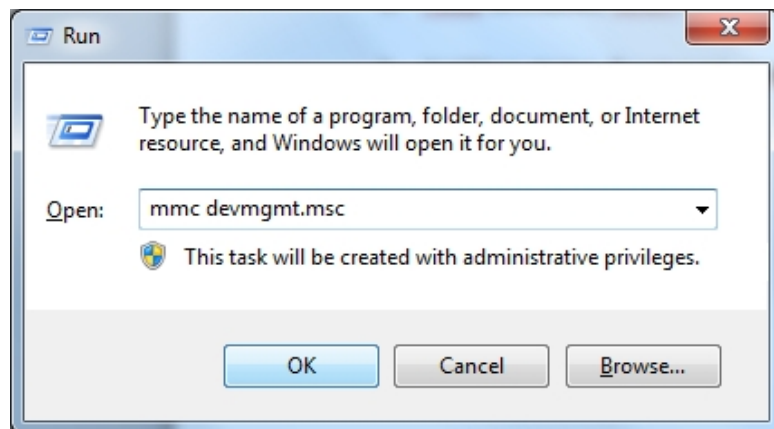 Run
Type the name of a program, folder, document, or Internet
resource, and Windows will open it for you.
Open: mmc devmgmt.msc
This task will be created with administrative privileges.
OK Cancel Browse...